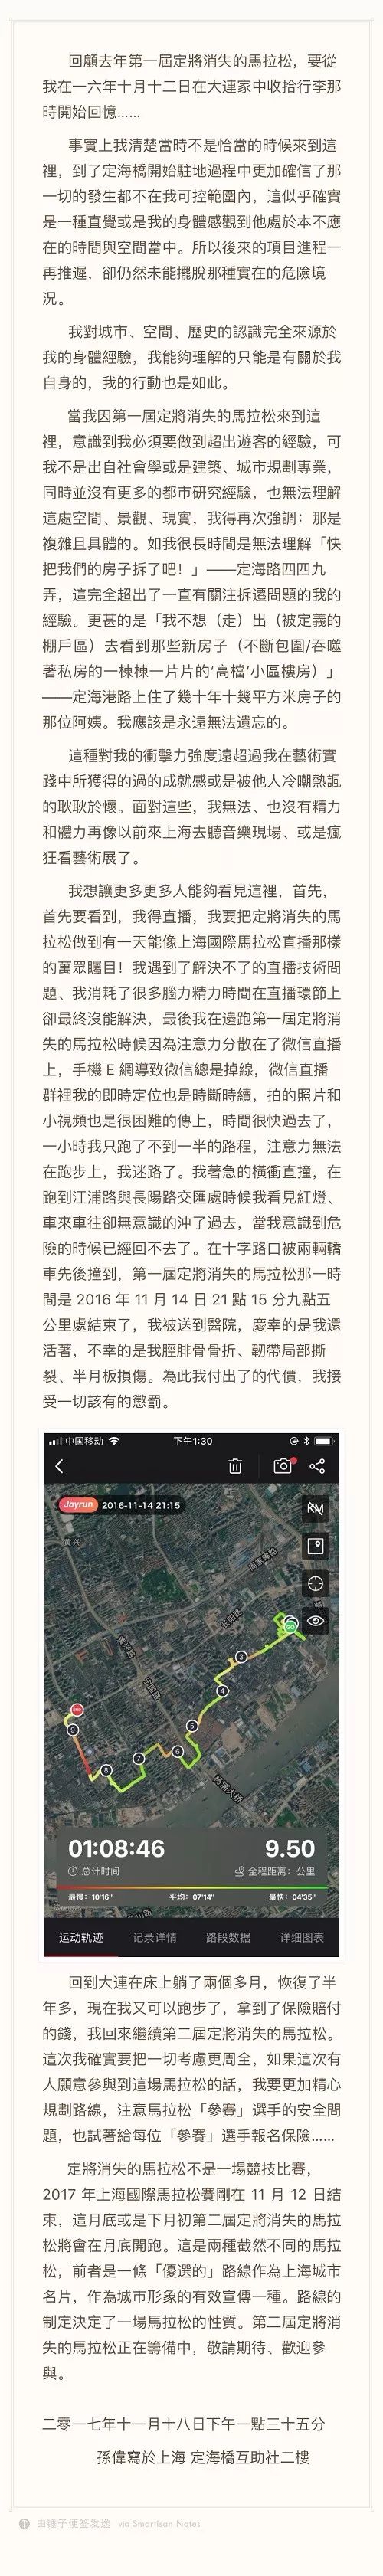 回顧去年第一屆定將消失的馬拉松，要從
我在一六年十月十二日在大連家中收拾行李那
時開始回憶……
事實上我清楚當時不是恰當的時候來到這
裡，到了定海橋開始駐地過程中更加確信了那
一切的發生都不在我可控範圍內，這似乎確實
是一種直覺或是我的身體感觀到他處於本不應
在的時間與空間當中。所以後來的項目進程一
再推遲，卻仍然未能擺脫那種實在的危險境
況。
我對城市、空間、歷史的認識完全來源於
我的身體經驗，我能夠理解的只能是有關於我
自身的，我的行動也是如此。
當我因第一屆定將消失的馬拉松來到這
裡，意識到我必須要做到超出遊客的經驗，可
我不是出自社會學或是建築、城市規劃專業，
同時並沒有更多的都市研究經驗，也無法理解
這處空間、景觀、現實，我得再次強調：那是
複雜且具體的。如我很長時間是無法理解「快
把我們的房子拆了吧！」——定海路四四九
弄，這完全超出了一直有關注拆遷問題的我的
經驗。更甚的是「我不想（走）出（被定義的
棚戶區）去看到那些新房子（不斷包圍/吞噬
著私房的一棟棟一片片的‘高檔’小區樓房）」
——定海港路上住了幾十年十幾平方米房子的
那位阿姨。我應該是永遠無法遺忘的。
這種對我的衝擊力強度遠超過我在藝術實
踐中所獲得的過的成就感或是被他人冷嘲熱諷
的耿耿於懷。面對這些，我無法、也沒有精力
和體力再像以前來上海去聽音樂現場、或是瘋
狂看藝術展了。
我想讓更多更多人能夠看見這裡，首先，
首先要看到，我得直播，我要把定將消失的馬
拉松做到有一天能像上海國際馬拉松直播那樣
的萬眾矚目！我遇到了解決不了的直播技術問
題、我消耗了很多腦力精力時間在直播環節上
卻最終沒能解決，最後我在邊跑第一屆定將消
失的馬拉松時候因為注意力分散在了微信直播
上，手機 E 網導致微信總是掉線，微信直播
群裡我的即時定位也是時斷時續，拍的照片和
小視頻也是很困難的傳上，時間很快過去了，
一小時我只跑了不到一半的路程，注意力無法
在跑步上，我迷路了。我著急的橫衝直撞，在
跑到江浦路與長陽路交匯處時候我看見紅燈、
車來車往卻無意識的沖了過去，當我意識到危
險的時候已經回不去了。在十字路口被兩輛轎
車先後撞到，第一屆定將消失的馬拉松那一時
間是 2016 年 11 月 14 日 21 點 15 分九點五
公里處結束了，我被送到醫院，慶幸的是我還
活著，不幸的是我脛腓骨骨折、韌帶局部撕
裂、半月板損傷。為此我付出了的代價，我接
受一切該有的懲罰。
中国移动 下午1:30
Joyrun 2016-11-14 21:15
KM
黄兴
GO
3
4
5
6
7
8
9
01:08:46 9.50
总计时间 全程距离：公里
最慢：10'16'' 平均：07'14'' 最快：04'35''
运动轨迹 记录详情 路段数据 详细图表
回到大連在床上躺了兩個多月，恢復了半
年多，現在我又可以跑步了，拿到了保險賠付
的錢，我回來繼續第二屆定將消失的馬拉松。
這次我確實要把一切考慮更周全，如果這次有
人願意參與到這場馬拉松的話，我要更加精心
規劃路線，注意馬拉松「參賽」選手的安全問
題，也試著給每位「參賽」選手報名保險……
定將消失的馬拉松不是一場競技比賽，
2017 年上海國際馬拉松賽剛在 11 月 12 日結
束，這月底或是下月初第二屆定將消失的馬拉
松將會在月底開跑。這是兩種截然不同的馬拉
松，前者是一條「優選的」路線作為上海城市
名片，作為城市形象的有效宣傳一種。路線的
制定決定了一場馬拉松的性質。第二屆定將消
失的馬拉松正在籌備中，敬請期待、歡迎參
與。
二零一七年十一月十八日下午一點三十五分
孫偉寫於上海 定海橋互助社二樓
由锤子便签发送 via Smartisan Notes